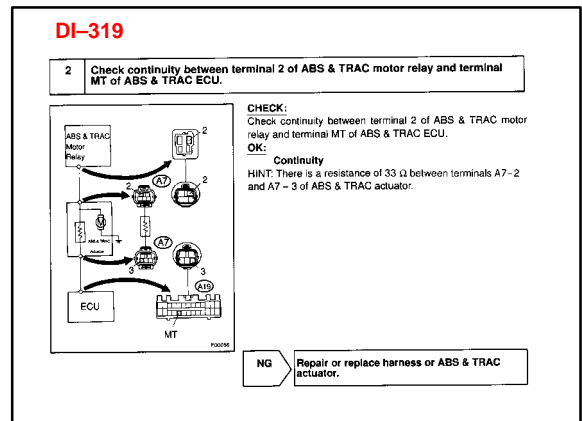 DI–319
2 Check continuity between terminal 2 of ABS & TRAC motor relay and terminal
MT of ABS & TRAC ECU.
CHECK:
Check continuity between terminal 2 of ABS & TRAC motor
relay and terminal MT of ABS & TRAC ECU.
OK:
Continuity
HINT: There is a resistance of 33 Ω between terminals A7–2
and A7 – 3 of ABS & TRAC actuator.
ABS & TRAC
Motor
Relay
2
2
A7
2
M
ABS & TRAC
Actuator
A7
3
3
A19
ECU
MT
F00056
NG Repair or replace harness or ABS & TRAC
actuator.